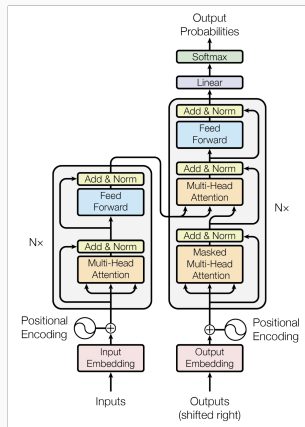 Output
Probabilities
Softmax
Linear
Add & Norm
Feed
Forward
Add & Norm
Multi-Head
Attention
Add & Norm
Masked
Multi-Head
Attention
N×
Add & Norm
Feed
Forward
N×
Add & Norm
Multi-Head
Attention
Positional
Encoding
Positional
Encoding
Input
Embedding
Output
Embedding
Inputs
Outputs
(shifted right)